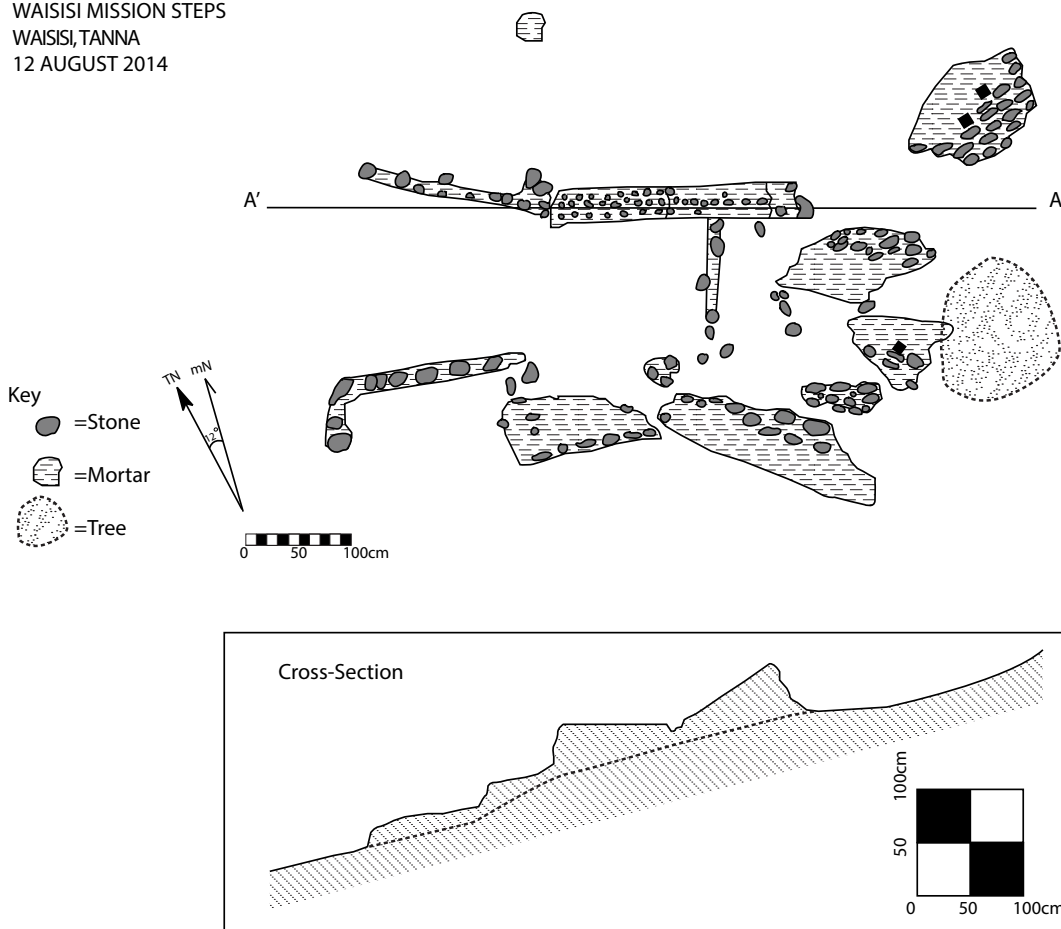 WAISISI MISSION STEPS
WAISISI, TANNA
12 AUGUST 2014
A'
A
TN
mN
12°
Key
=Stone
=Mortar
=Tree
0 50 100cm
Cross-Section
100cm
50
0 50 100cm